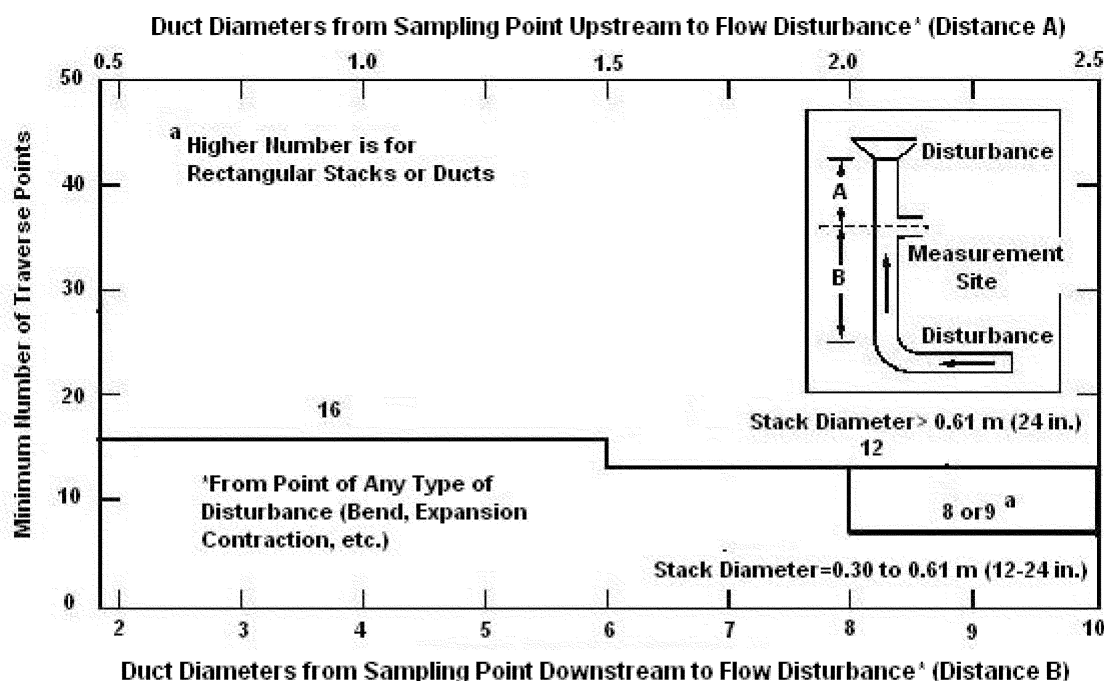 Duct Diameters from Sampling Point Upstream to Flow Disturbance* (Distance A)
0.5 1.0 1.5 2.0 2.5
50
40
30
20
10
0
Minimum Number of Traverse Points
a Higher Number is for
Rectangular Stacks or Ducts
Disturbance
A
Measurement
Site
B
Disturbance
16
Stack Diameter> 0.61 m (24 in.)
12
*From Point of Any Type of
Disturbance (Bend, Expansion
Contraction, etc.)
8 or9 a
Stack Diameter=0.30 to 0.61 m (12-24 in.)
2 3 4 5 6 7 8 9 10
Duct Diameters from Sampling Point Downstream to Flow Disturbance* (Distance B)